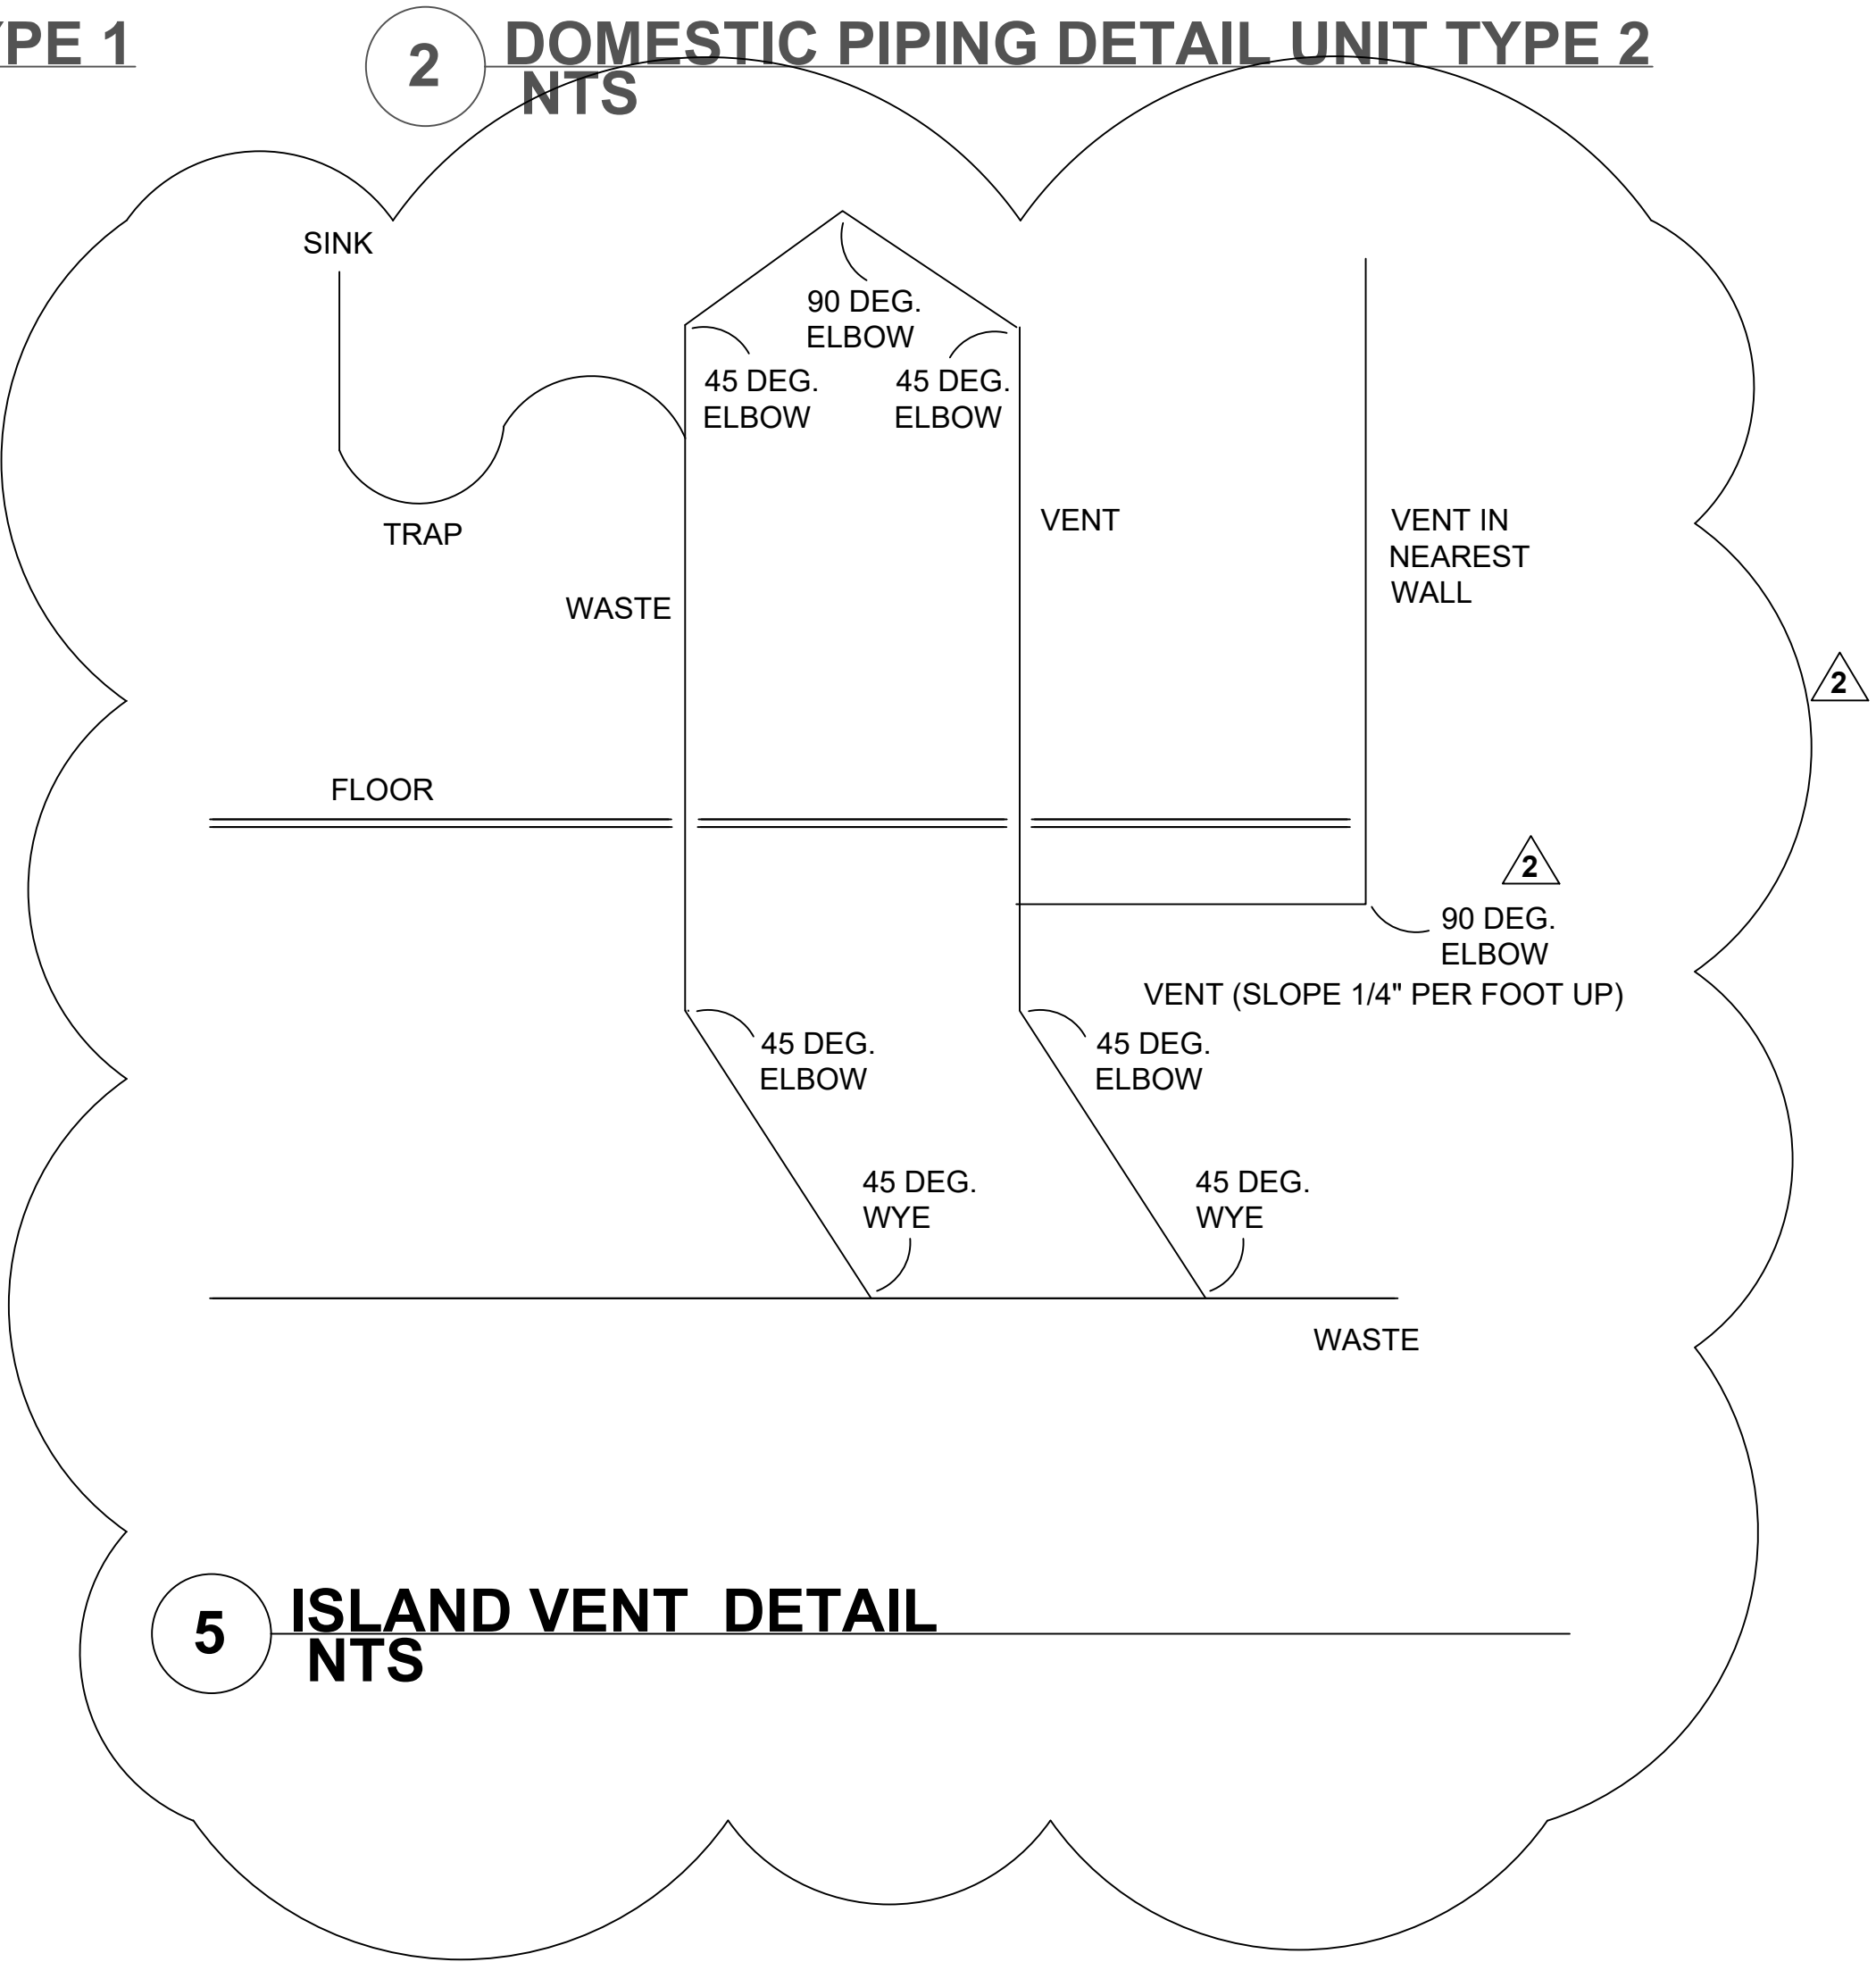 YPE 1
2
DOMESTIC PIPING DETAIL UNIT TYPE 2
NTS
SINK
90 DEG.
ELBOW
45 DEG.
ELBOW
45 DEG.
ELBOW
TRAP
VENT
VENT IN
NEAREST
WALL
WASTE
2
FLOOR
2
90 DEG.
ELBOW
VENT (SLOPE 1/4" PER FOOT UP)
45 DEG.
ELBOW
45 DEG.
ELBOW
45 DEG.
WYE
45 DEG.
WYE
WASTE
5
ISLAND VENT  DETAIL
NTS